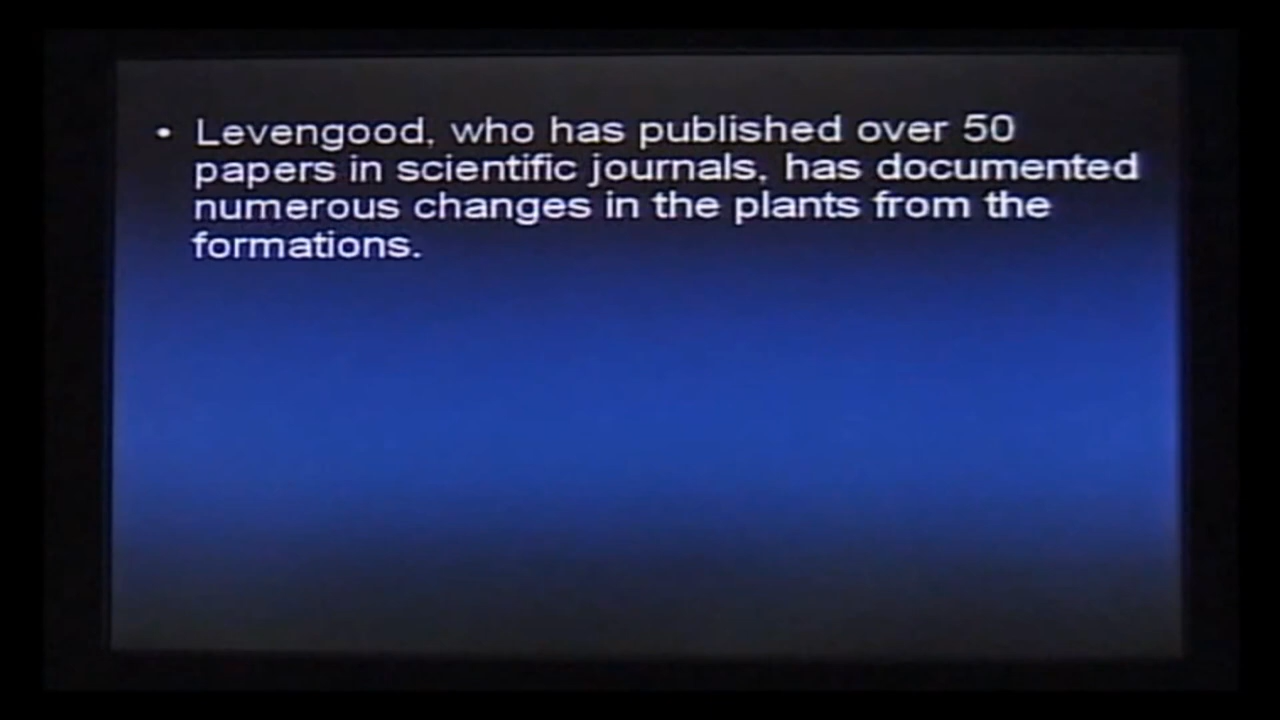 • Levengood, who has published over 50
papers in scientific journals, has documented
numerous changes in the plants from the
formations.